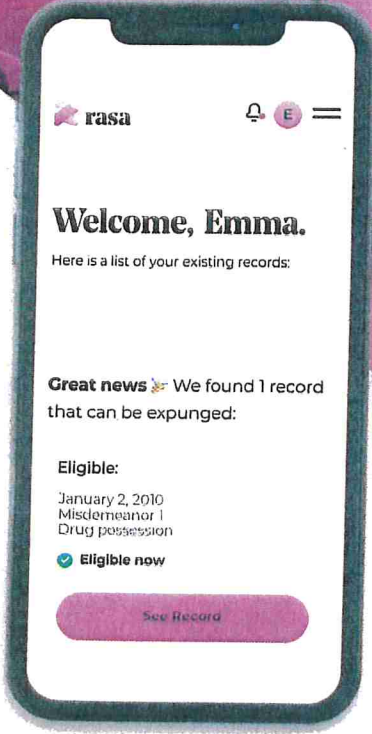 rasa
E
Welcome, Emma.
Here is a list of your existing records:
Great news 🎉 We found 1 record
that can be expunged:
Eligible:
January 2, 2010
Misdemeanor 1
Drug possession
Eligible now
See Record